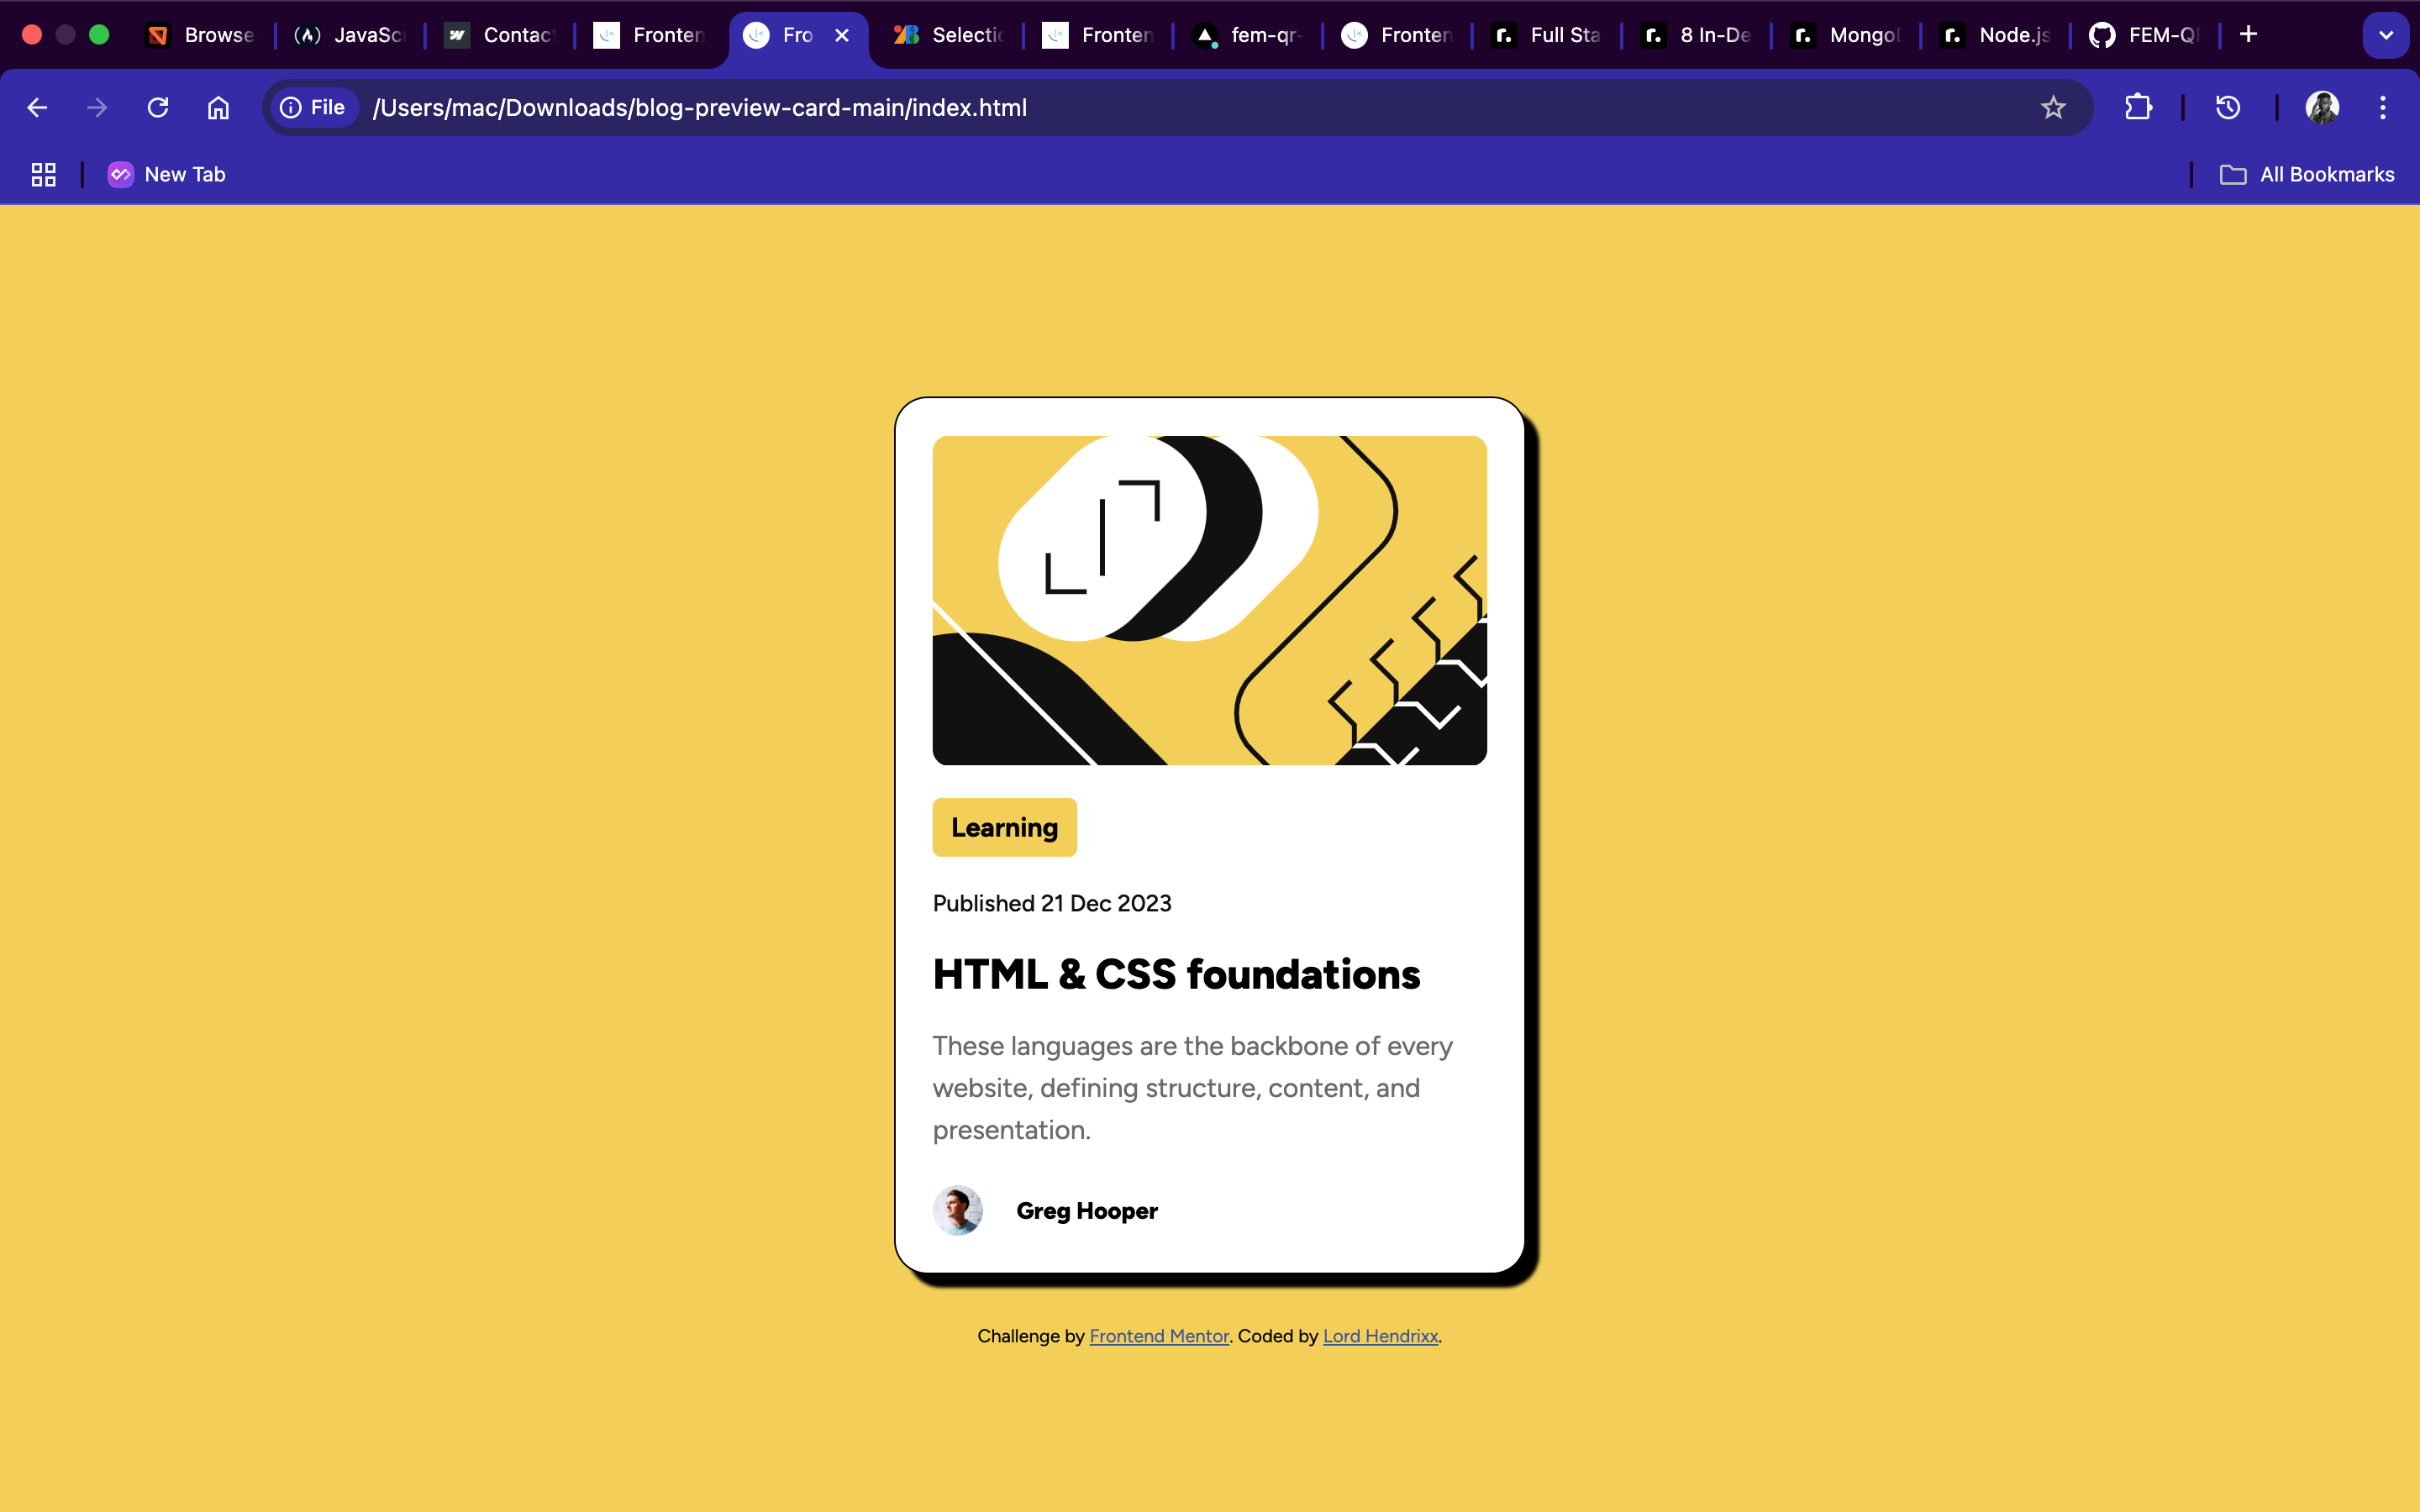 Browse JavaSc Contac Fronten Fro Selectio Fronten fem-qr- Fronten Full Sta 8 In-De Mongo Node.js FEM-Q
File /Users/mac/Downloads/blog-preview-card-main/index.html
New Tab All Bookmarks
Learning
Published 21 Dec 2023
HTML & CSS foundations
These languages are the backbone of every
website, defining structure, content, and
presentation.
Greg Hooper
Challenge by Frontend Mentor. Coded by Lord Hendrixx.